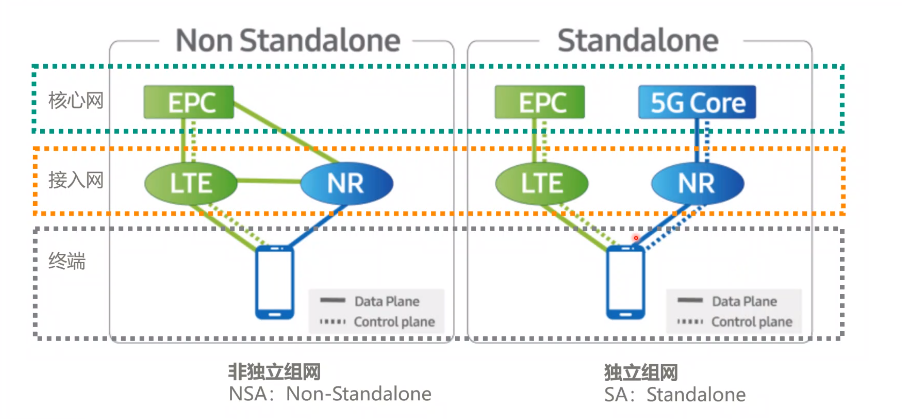 Non Standalone
Standalone
核心网
EPC
EPC
5G Core
接入网
LTE
NR
LTE
NR
终端
Data Plane
Control plane
Data Plane
Control plane
非独立组网
NSA：Non-Standalone
独立组网
SA：Standalone